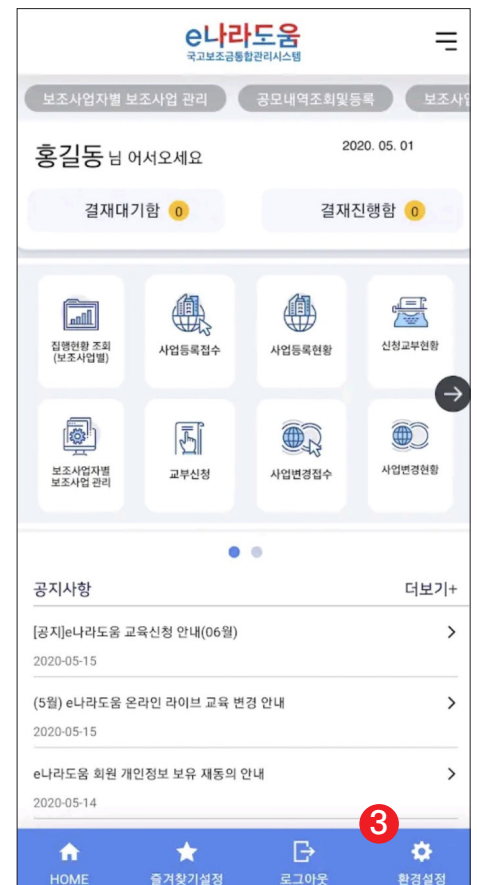 e나라도움
국고보조금통합관리시스템
보조사업자별 보조사업 관리
공모내역조회및등록
보조사업
홍길동 님 어서오세요
2020. 05. 01
결재대기함 0
결재진행함 0
집행현황 조회
(보조사업별)
사업등록접수
사업등록현황
신청교부현황
보조사업자별
보조사업 관리
교부신청
사업변경접수
사업변경현황
공지사항
더보기+
[공지]e나라도움 교육신청 안내(06월)
2020-05-15
(5월) e나라도움 온라인 라이브 교육 변경 안내
2020-05-15
e나라도움 회원 개인정보 보유 재동의 안내
2020-05-14
3
HOME
즐겨찾기설정
로그아웃
환경설정